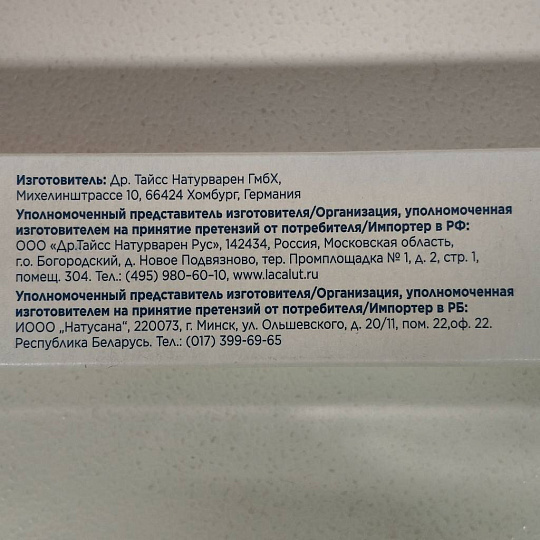 Изготовитель: Др. Тайсс Натурварен ГмбХ,
Михелинштрассе 10, 66424 Хомбург, Германия
Уполномоченный представитель изготовителя/Организация, уполномоченная
изготовителем на принятие претензий от потребителя/Импортер в РФ:
ООО «Др.Тайсс Натурварен Рус», 142434, Россия, Московская область,
г.о. Богородский, д. Новое Подвязново, тер. Промплощадка № 1, д. 2, стр. 1,
помещ. 304. Тел.: (495) 980-60-10, www.lacalut.ru
Уполномоченный представитель изготовителя/Организация, уполномоченная
изготовителем на принятие претензий от потребителя/Импортер в РБ:
ИООО „Натусана“, 220073, г. Минск, ул. Ольшевского, д. 20/11, пом. 22,оф. 22.
Республика Беларусь. Тел.: (017) 399-69-65